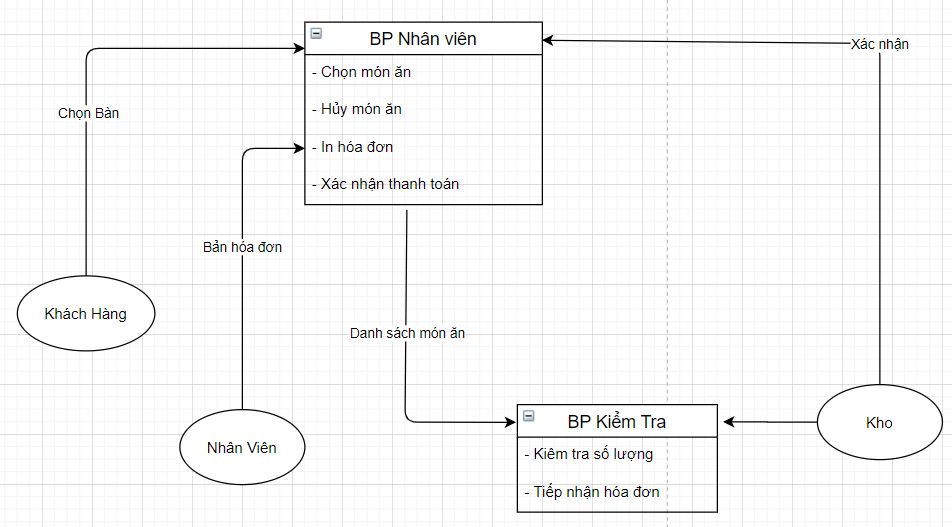 BP Nhân viên
- Chọn món ăn
- Hủy món ăn
- In hóa đơn
- Xác nhận thanh toán
Xác nhận
Chọn Bàn
Bản hóa đơn
Khách Hàng
Danh sách món ăn
Nhân Viên
BP Kiểm Tra
- Kiêm tra số lượng
- Tiếp nhận hóa đơn
Kho